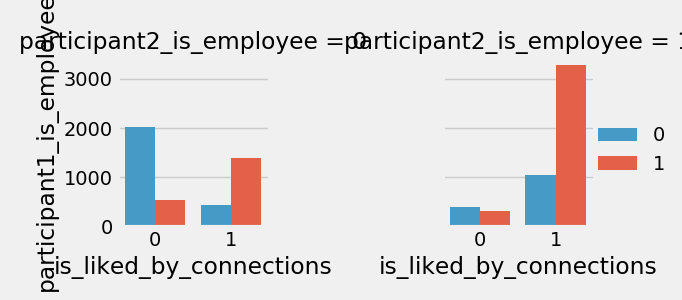 participant2_is_employee = 0
participant2_is_employee = 1
participant1_is_employee
3000
2000
1000
0
0 1
0 1
is_liked_by_connections
is_liked_by_connections
0
1